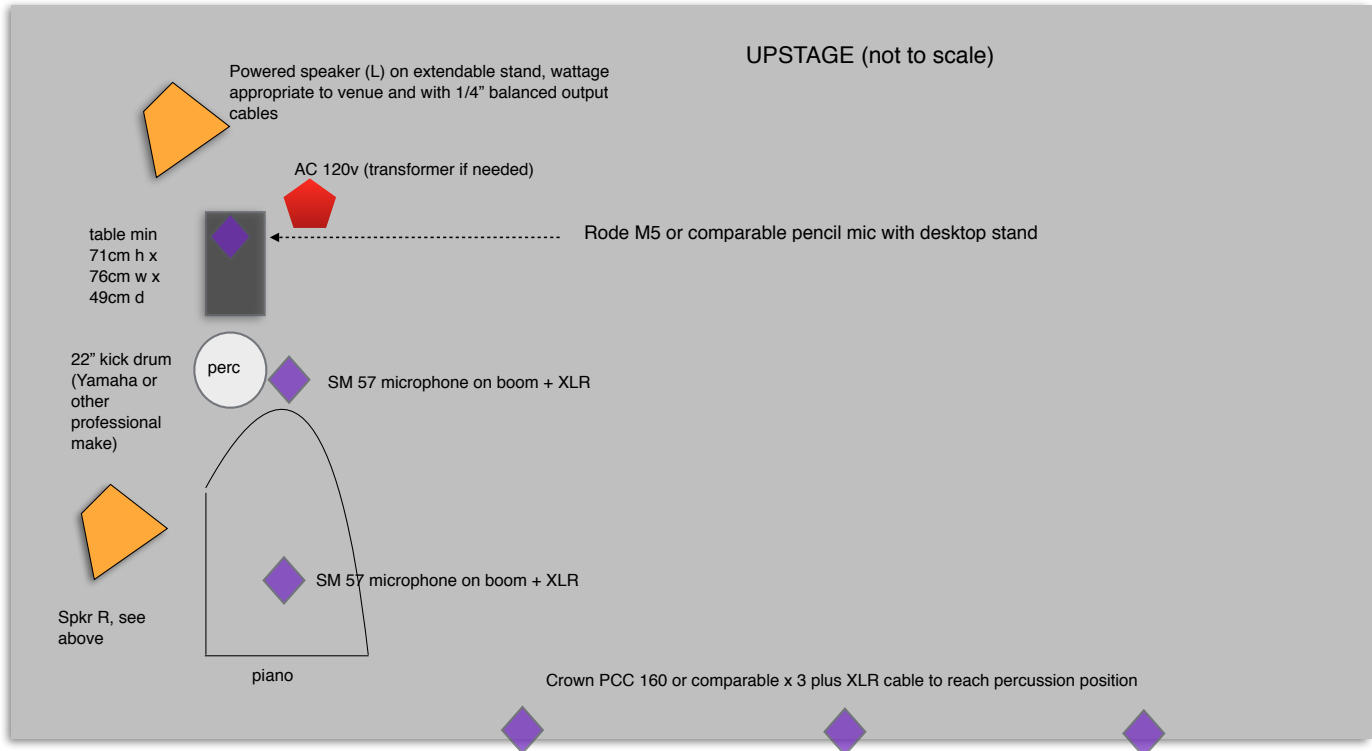 UPSTAGE (not to scale)
Powered speaker (L) on extendable stand, wattage
appropriate to venue and with 1/4” balanced output
cables
AC 120v (transformer if needed)
Rode M5 or comparable pencil mic with desktop stand
table min
71cm h x
76cm w x
49cm d
22” kick drum
(Yamaha or
other
professional
make)
perc
SM 57 microphone on boom + XLR
SM 57 microphone on boom + XLR
Spkr R, see
above
piano
Crown PCC 160 or comparable x 3 plus XLR cable to reach percussion position